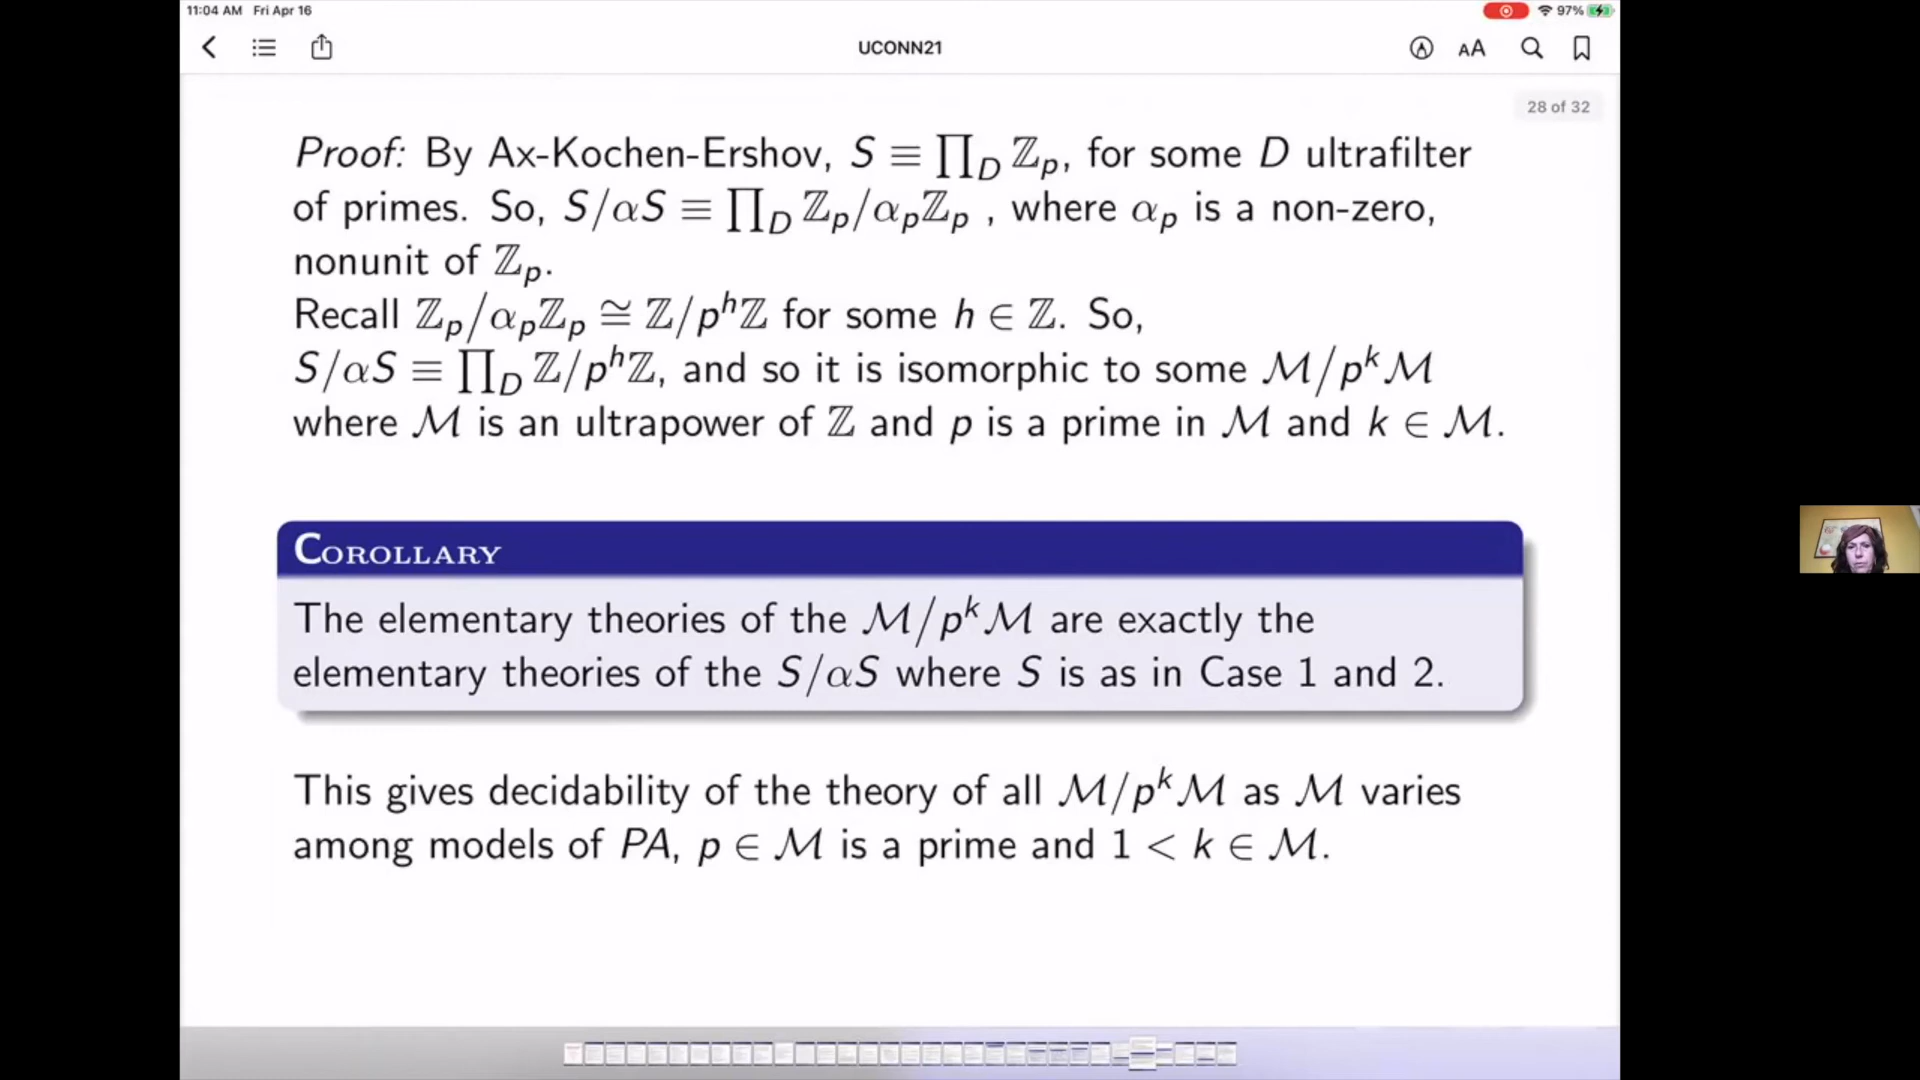 11:04 AM Fri Apr 16
97%
UCONN21
28 of 32
Proof: By Ax-Kochen-Ershov, S ≡ ∏_D ℤ_p, for some D ultrafilter
of primes. So, S/αS ≡ ∏_D ℤ_p/α_pℤ_p , where α_p is a non-zero,
nonunit of ℤ_p.
Recall ℤ_p/α_pℤ_p ≅ ℤ/p^hℤ for some h ∈ ℤ. So,
S/αS ≡ ∏_D ℤ/p^hℤ, and so it is isomorphic to some ℳ/p^kℳ
where ℳ is an ultrapower of ℤ and p is a prime in ℳ and k ∈ ℳ.
COROLLARY
The elementary theories of the ℳ/p^kℳ are exactly the
elementary theories of the S/αS where S is as in Case 1 and 2.
This gives decidability of the theory of all ℳ/p^kℳ as ℳ varies
among models of PA, p ∈ ℳ is a prime and 1 < k ∈ ℳ.